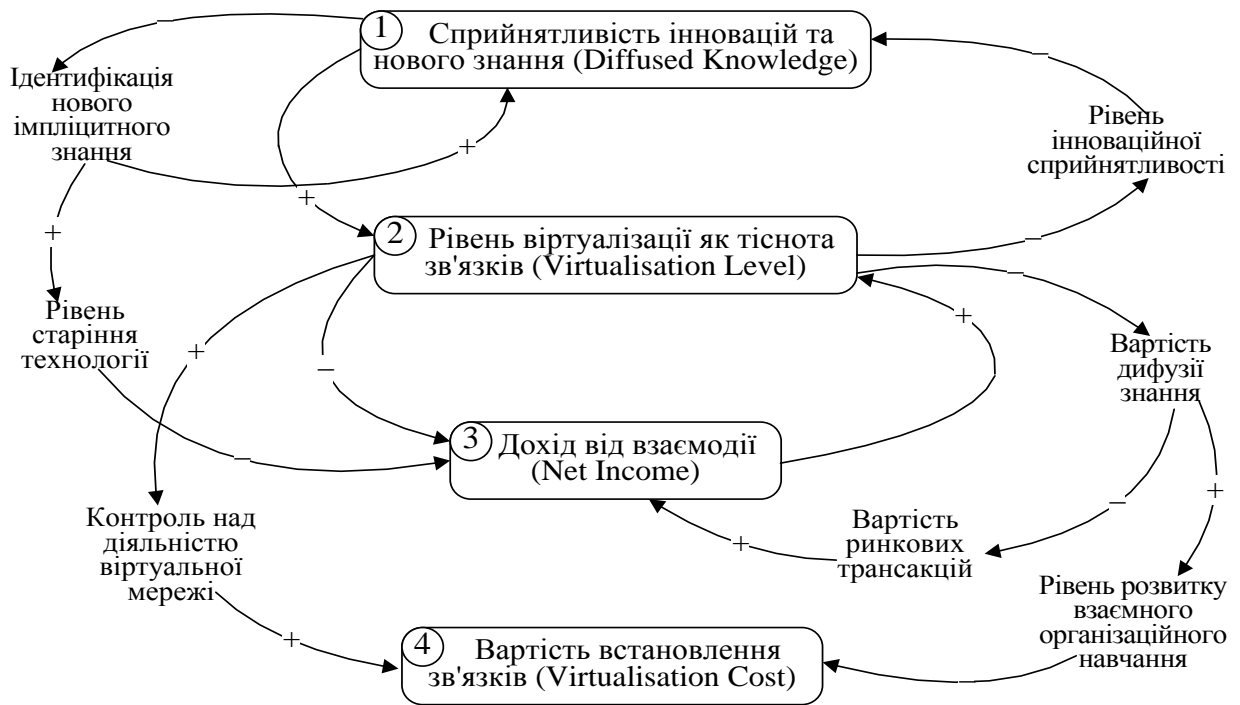 1
Сприйнятливість інновацій та
нового знання (Diffused Knowledge)
–
–
Ідентифікація
нового
імпліцитного
знання
Рівень
інноваційної
сприйнятливості
+
+
2
Рівень віртуалізації як тіснота
зв'язків (Virtualisation Level)
+
–
–
Рівень
старіння
технології
+
+
–
Вартість
дифузії
знання
3
Дохід від взаємодії
(Net Income)
–
–
+
Контроль над
діяльністю
віртуальної
мережі
Вартість
ринкових
трансакцій
+
Рівень розвитку
взаємного
організаційного
навчання
+
4
Вартість встановлення
зв'язків (Virtualisation Cost)
–